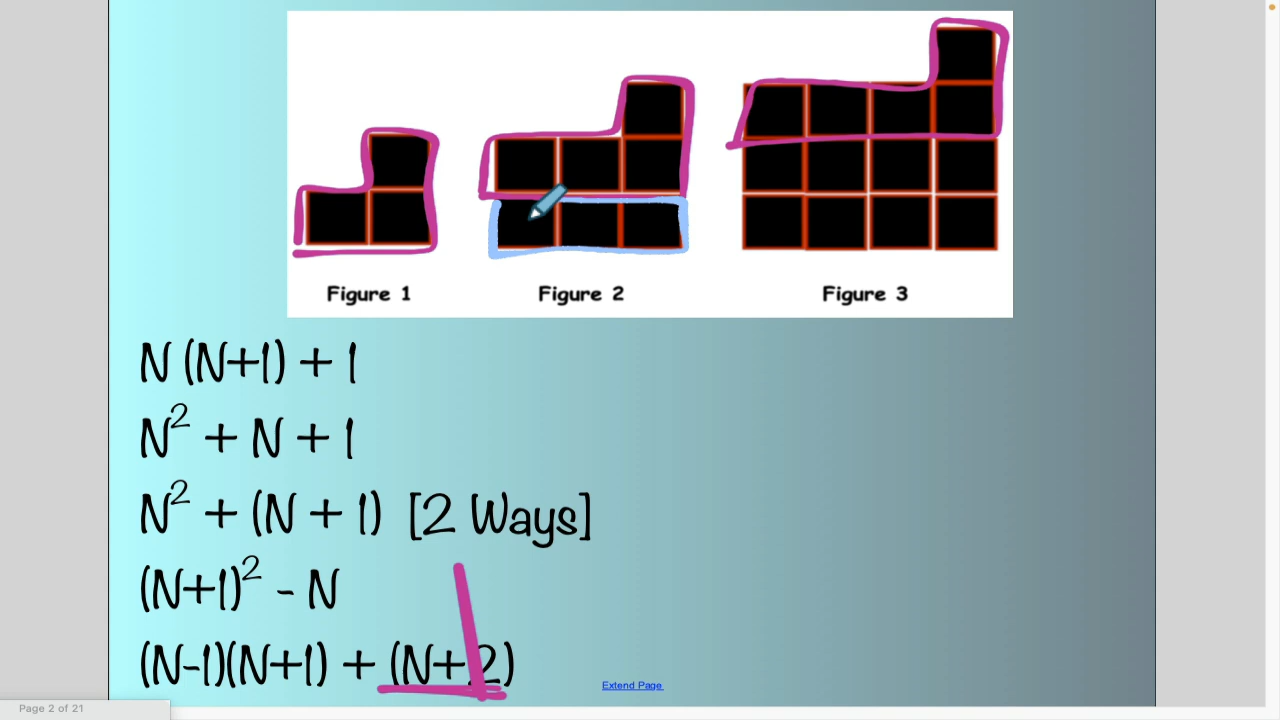 Figure 1
Figure 2
Figure 3
N (N+1) + 1
N² + N + 1
N² + (N + 1) [2 Ways]
(N+1)² - N
(N-1)(N+1) + (N+2)
Extend Page
Page 2 of 21